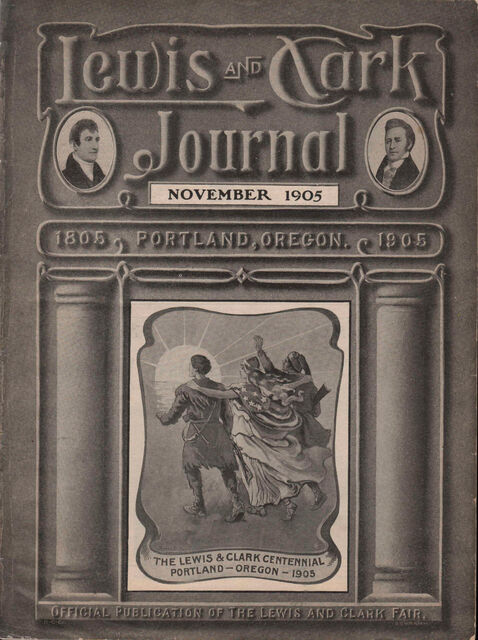 Lewis AND Clark
Journal
NOVEMBER 1905
1805, PORTLAND, OREGON. 1905
THE LEWIS & CLARK CENTENNIAL
PORTLAND - OREGON - 1905
OFFICIAL PUBLICATION OF THE LEWIS AND CLARK FAIR.